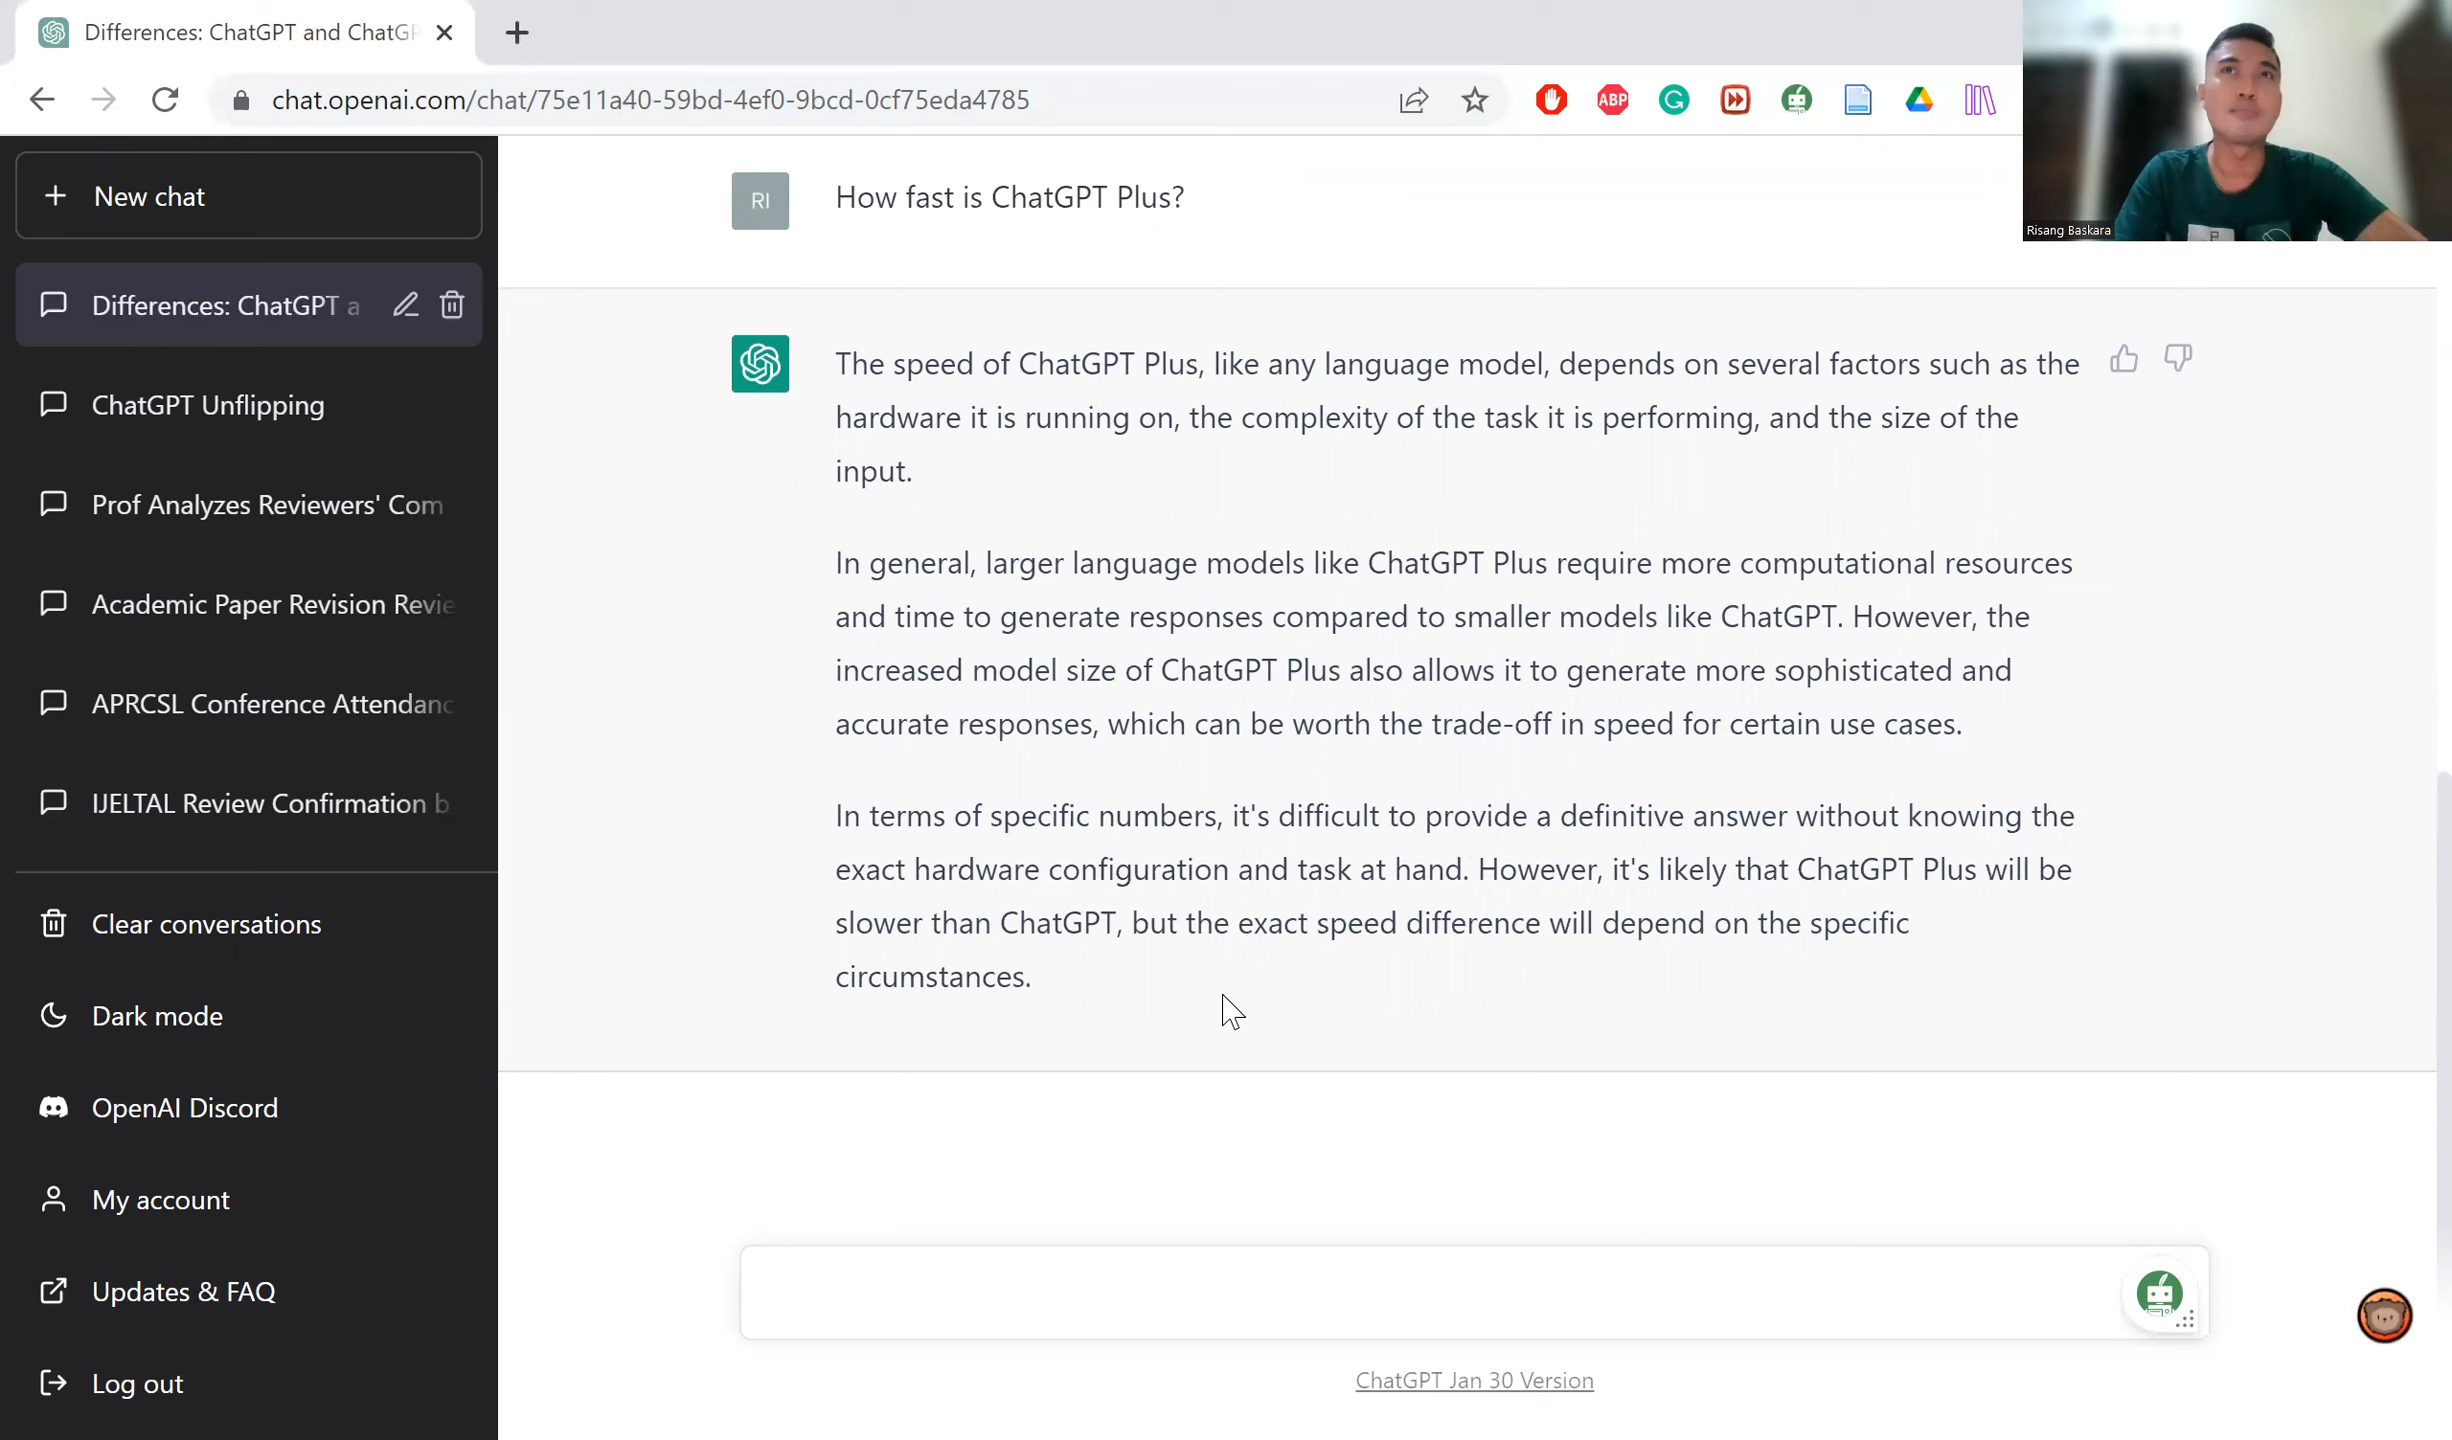 Differences: ChatGPT and ChatGP
chat.openai.com/chat/75e11a40-59bd-4ef0-9bcd-0cf75eda4785
ABP
Risang Baskara
New chat
Differences: ChatGPT a
ChatGPT Unflipping
Prof Analyzes Reviewers' Com
Academic Paper Revision Revie
APRCSL Conference Attendanc
IJELTAL Review Confirmation b
Clear conversations
Dark mode
OpenAI Discord
My account
Updates & FAQ
Log out
RI
How fast is ChatGPT Plus?
The speed of ChatGPT Plus, like any language model, depends on several factors such as the
hardware it is running on, the complexity of the task it is performing, and the size of the
input.
In general, larger language models like ChatGPT Plus require more computational resources
and time to generate responses compared to smaller models like ChatGPT. However, the
increased model size of ChatGPT Plus also allows it to generate more sophisticated and
accurate responses, which can be worth the trade-off in speed for certain use cases.
In terms of specific numbers, it's difficult to provide a definitive answer without knowing the
exact hardware configuration and task at hand. However, it's likely that ChatGPT Plus will be
slower than ChatGPT, but the exact speed difference will depend on the specific
circumstances.
ChatGPT Jan 30 Version